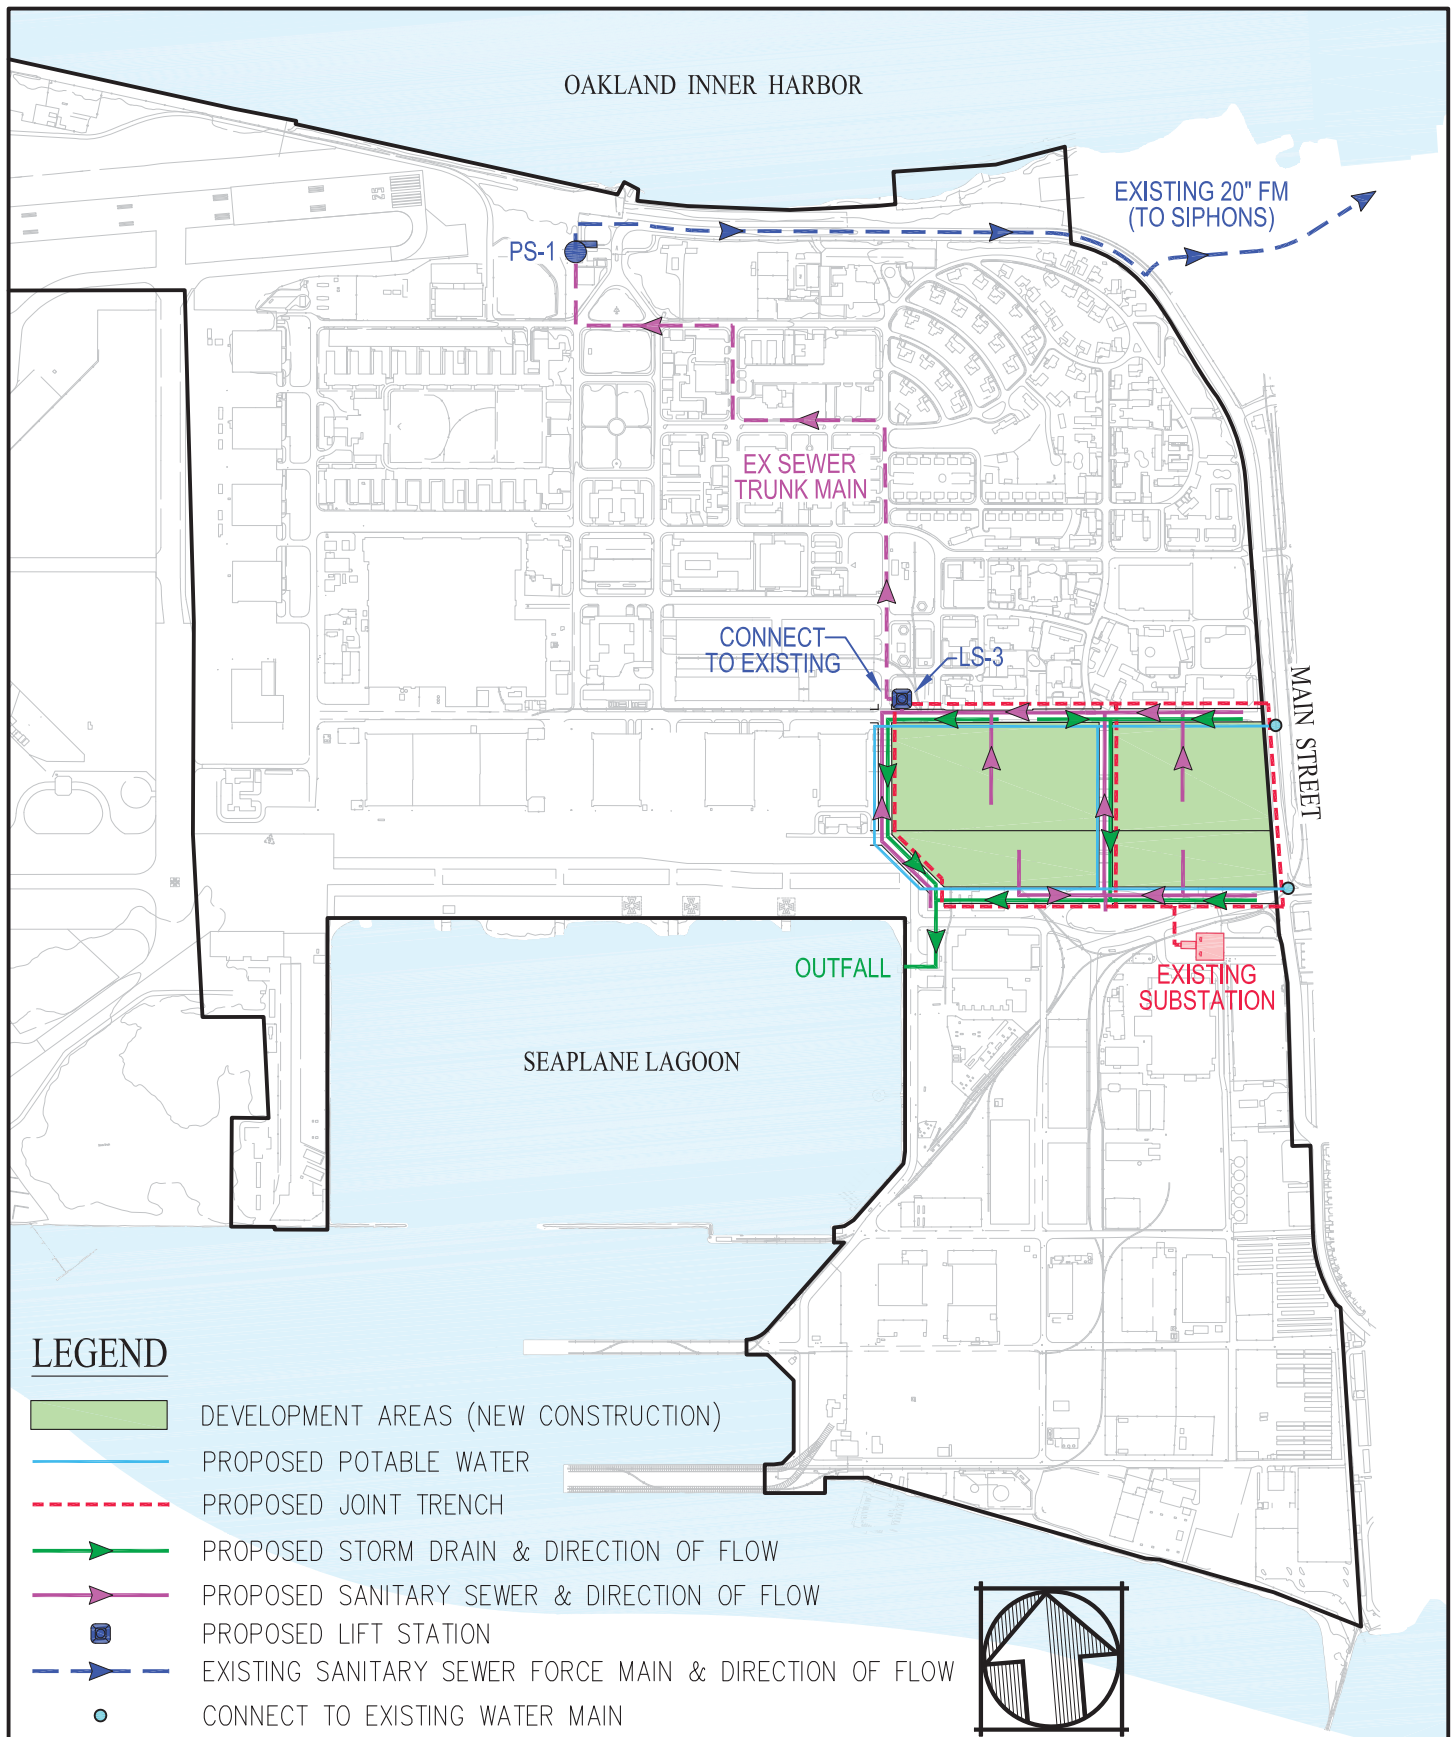 OAKLAND INNER HARBOR
EXISTING 20" FM
(TO SIPHONS)
PS-1
EX SEWER
TRUNK MAIN
CONNECT
TO EXISTING
LS-3
MAIN STREET
OUTFALL
EXISTING
SUBSTATION
SEAPLANE LAGOON
LEGEND
DEVELOPMENT AREAS (NEW CONSTRUCTION)
PROPOSED POTABLE WATER
PROPOSED JOINT TRENCH
PROPOSED STORM DRAIN & DIRECTION OF FLOW
PROPOSED SANITARY SEWER & DIRECTION OF FLOW
PROPOSED LIFT STATION
EXISTING SANITARY SEWER FORCE MAIN & DIRECTION OF FLOW
CONNECT TO EXISTING WATER MAIN